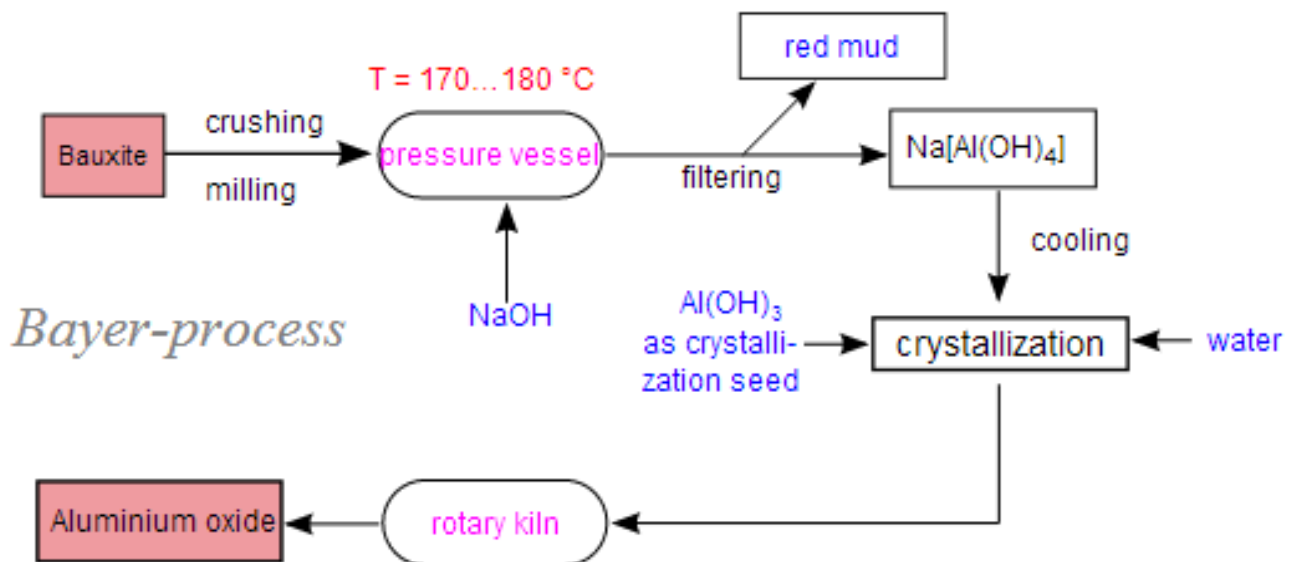 red mud
T = 170...180 °C
crushing
Bauxite
pressure vessel
Na[Al(OH)₄]
milling
filtering
cooling
NaOH
Al(OH)₃
Bayer-process
as crystalli-
crystallization
water
zation seed
Aluminium oxide
rotary kiln